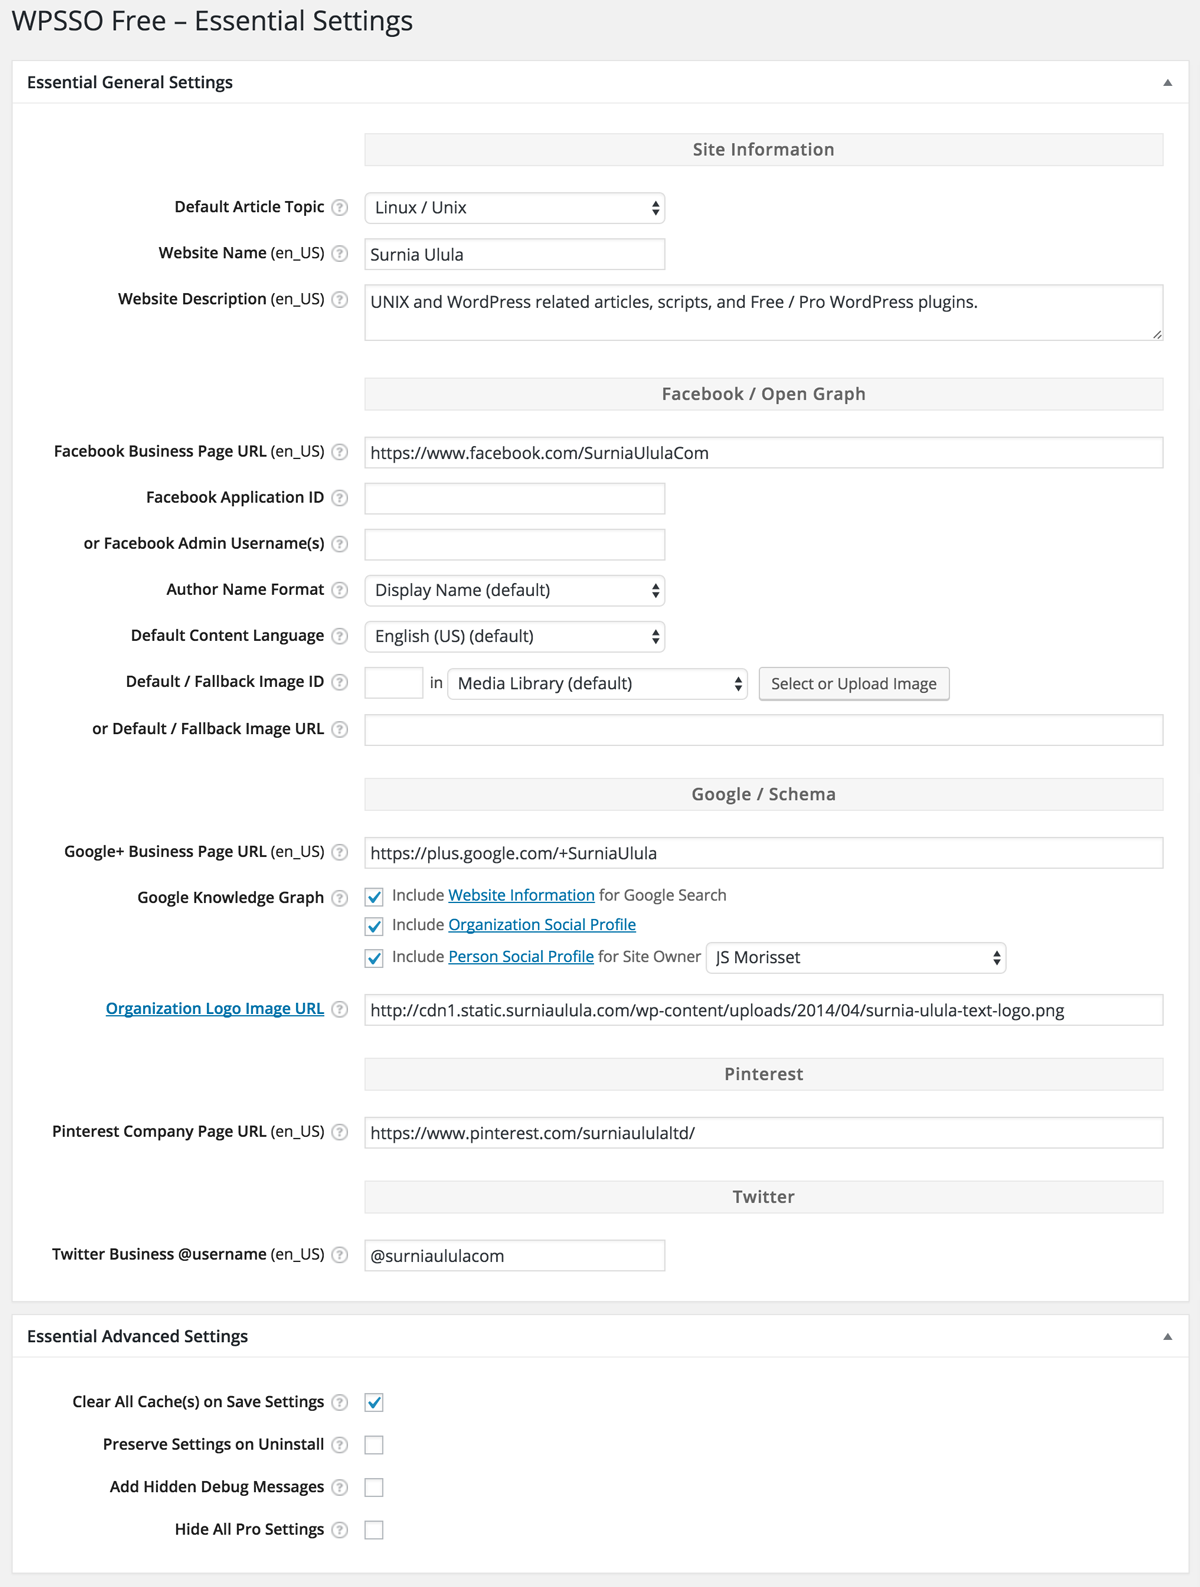 WPSSO Free – Essential Settings
Essential General Settings
Site Information
Default Article Topic ? Linux / Unix
Website Name (en_US) ? Surnia Ulula
Website Description (en_US) ? UNIX and WordPress related articles, scripts, and Free / Pro WordPress plugins.
Facebook / Open Graph
Facebook Business Page URL (en_US) ? https://www.facebook.com/SurniaUlulaCom
Facebook Application ID ?
or Facebook Admin Username(s) ?
Author Name Format ? Display Name (default)
Default Content Language ? English (US) (default)
Default / Fallback Image ID ? in Media Library (default) Select or Upload Image
or Default / Fallback Image URL ?
Google / Schema
Google+ Business Page URL (en_US) ? https://plus.google.com/+SurniaUlula
Google Knowledge Graph ? Include Website Information for Google Search
Include Organization Social Profile
Include Person Social Profile for Site Owner JS Morisset
Organization Logo Image URL ? http://cdn1.static.surniaulula.com/wp-content/uploads/2014/04/surnia-ulula-text-logo.png
Pinterest
Pinterest Company Page URL (en_US) ? https://www.pinterest.com/surniaululaltd/
Twitter
Twitter Business @username (en_US) ? @surniaululacom
Essential Advanced Settings
Clear All Cache(s) on Save Settings ?
Preserve Settings on Uninstall ?
Add Hidden Debug Messages ?
Hide All Pro Settings ?